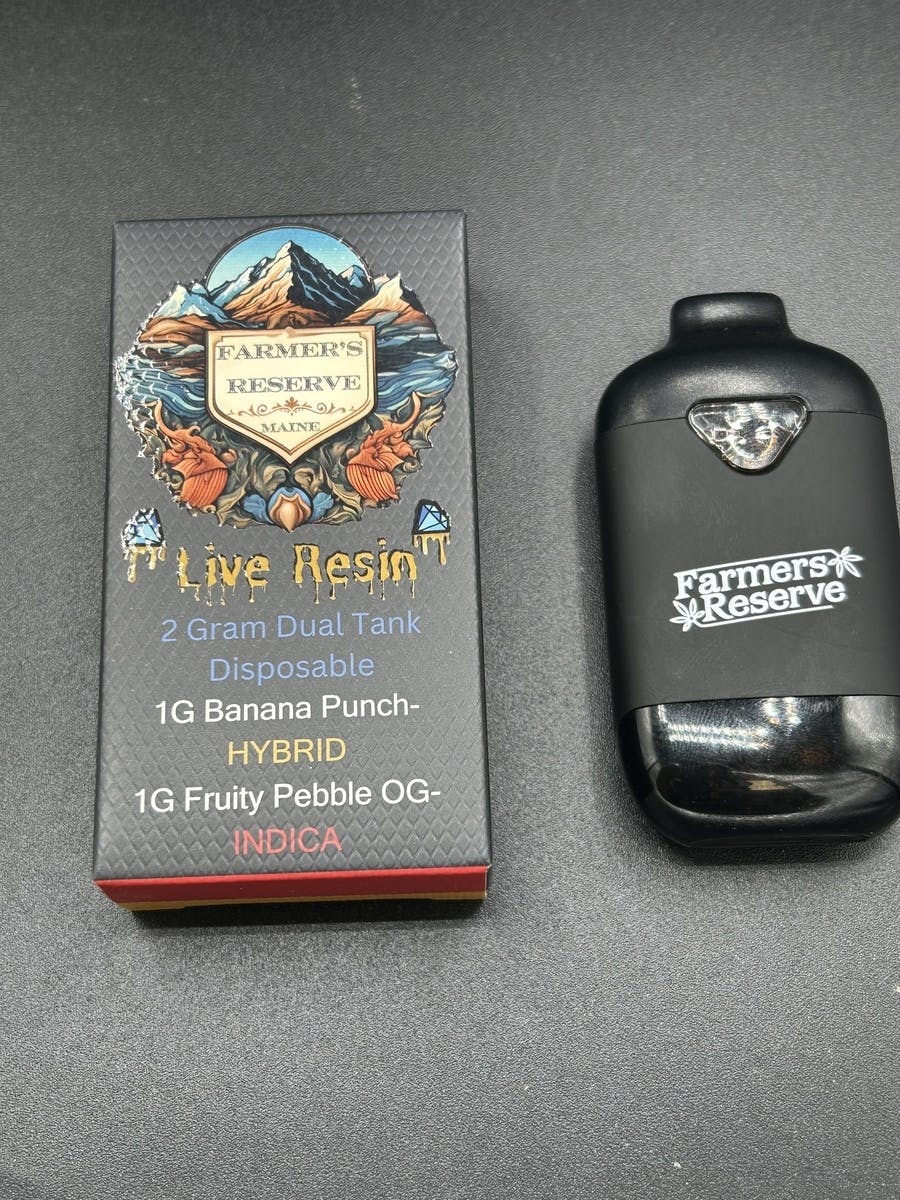 FARMER'S
RESERVE
MAINE
Live Resin
2 Gram Dual Tank
Disposable
1G Banana Punch-
HYBRID
1G Fruity Pebble OG-
INDICA
Farmers
Reserve